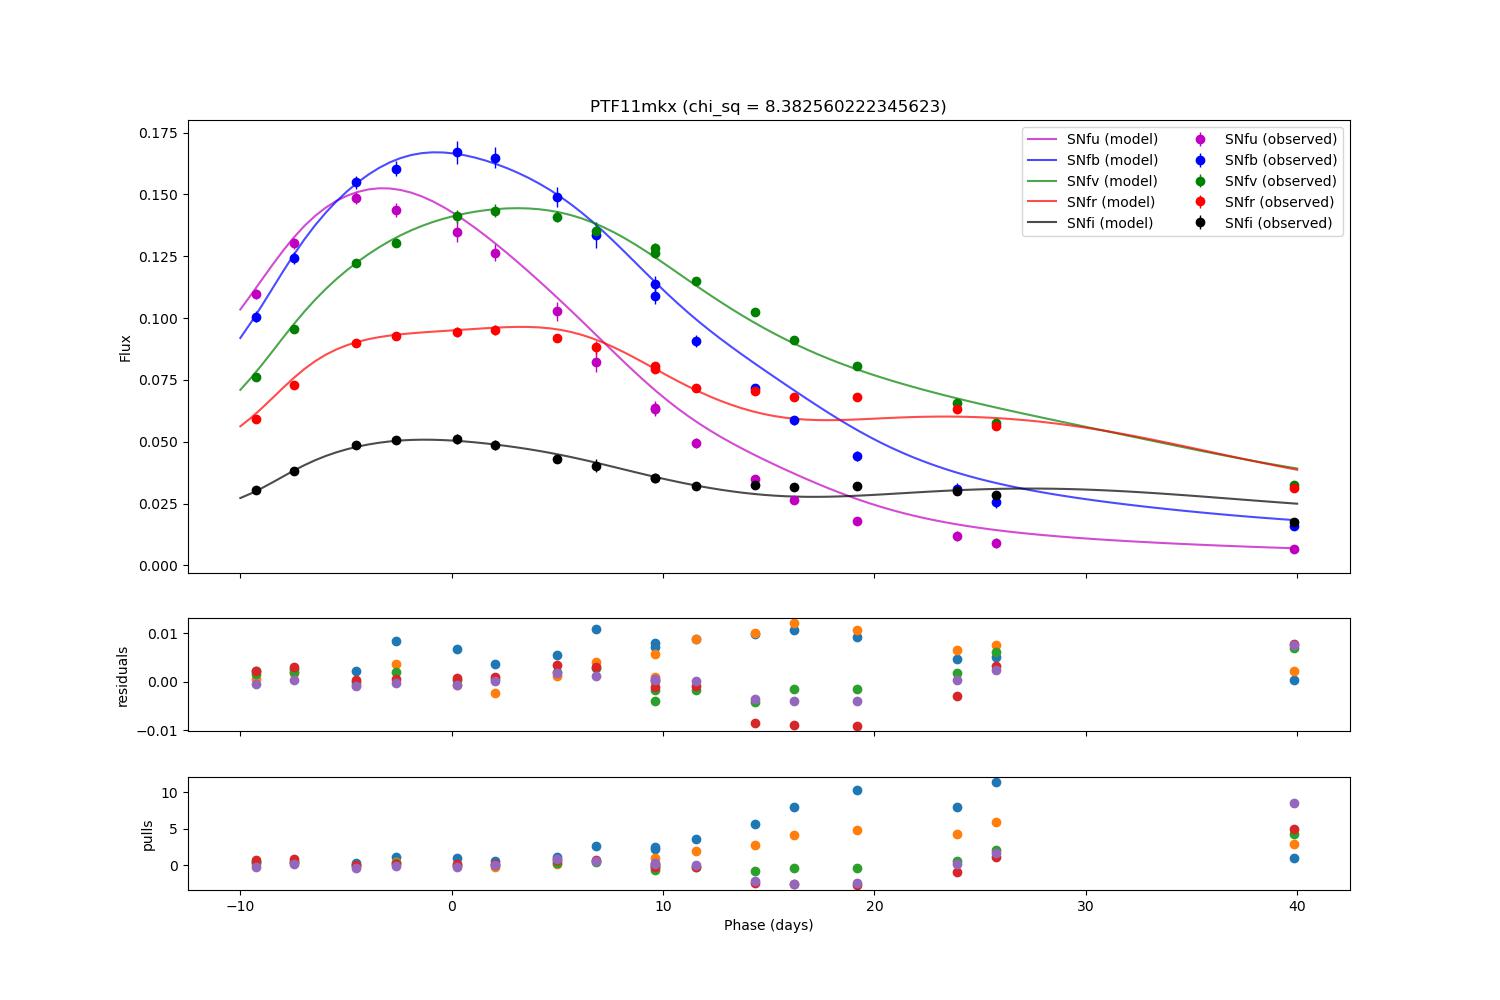 PTF11mkx (chi_sq = 8.382560222345623)
0.175
0.150
0.125
0.100
0.075
0.050
0.025
0.000
Flux
SNfu (model)
SNfb (model)
SNfv (model)
SNfr (model)
SNfi (model)
SNfu (observed)
SNfb (observed)
SNfv (observed)
SNfr (observed)
SNfi (observed)
0.01
0.00
−0.01
residuals
10
5
0
pulls
−10
0
10
20
30
40
Phase (days)